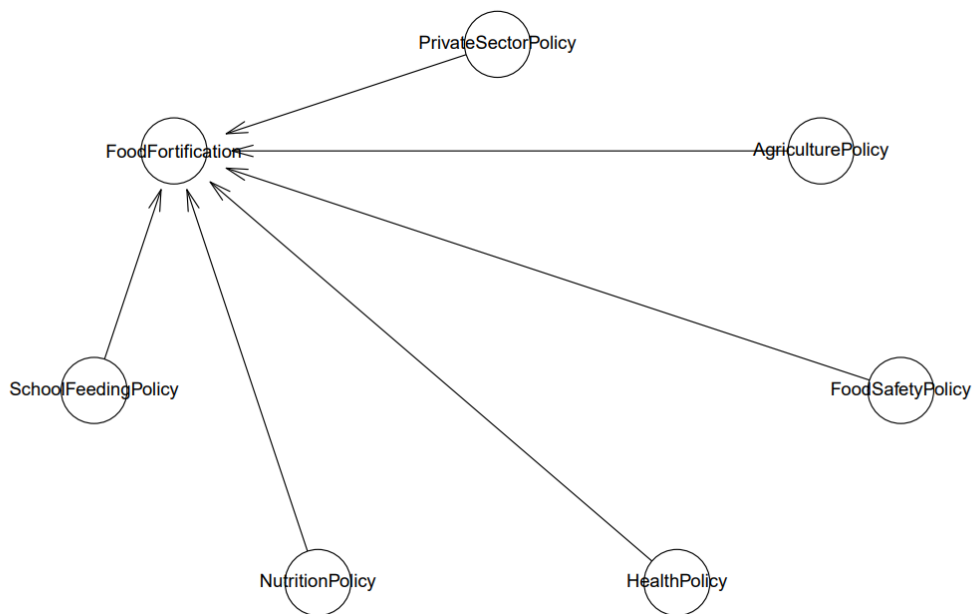 PrivateSectorPolicy
FoodFortification
AgriculturePolicy
SchoolFeedingPolicy
FoodSafetyPolicy
NutritionPolicy
HealthPolicy